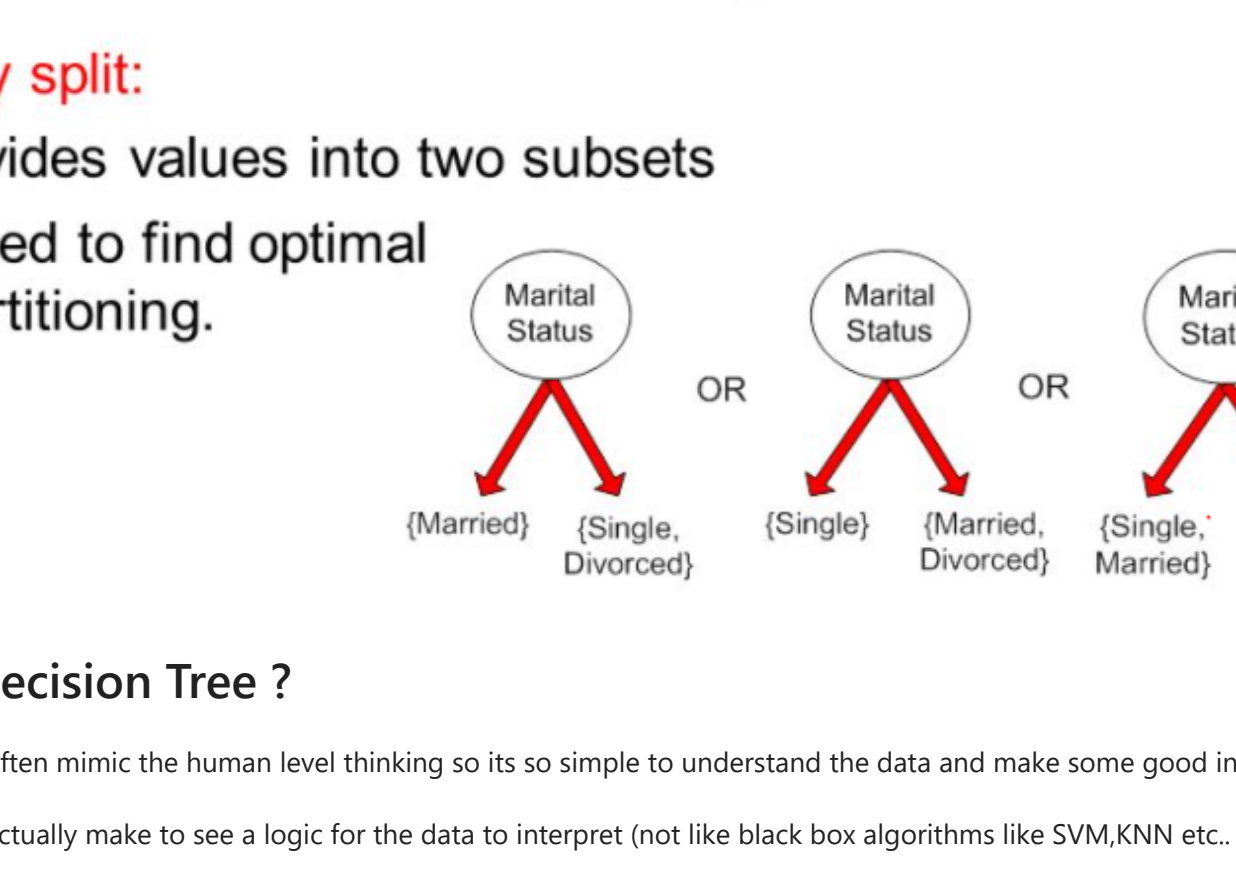 y split:
vides values into two subsets
ed to find optimal
rtitioning.
Marital
Status
OR
Marital
Status
OR
Mari
Stat
{Married}
{Single,
Divorced}
{Single}
{Married,
Divorced}
{Single,
Married}
ecision Tree ?
ften mimic the human level thinking so its so simple to understand the data and make some good in
ctually make to see a logic for the data to interpret (not like black box algorithms like SVM,KNN etc..